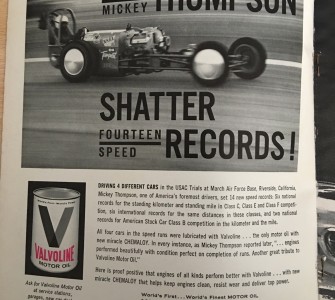 MICKEY THOMPSON
SHATTER
FOURTEEN
SPEED RECORDS!
DRIVING 4 DIFFERENT CARS in the USAC Trials at March Air Force Base, Riverside, California,
Mickey Thompson, one of America's foremost drivers, set 14 new speed records. Six national
records for the standing kilometer and standing mile in Class C, Class E and Class F competi-
tion, six international records for the same distances in these classes, and two national
records for American Stock Car Class B competition in the kilometer and the mile.
All four cars in the speed runs were lubricated with Valvoline . . . the only motor oil with
new miracle CHEMALOY. In every instance, as Mickey Thompson reported later, ". . . engines
performed beautifully with condition perfect on completion of runs. Another great tribute to
Valvoline Motor Oil."
Here is proof positive that engines of all kinds perform better with Valvoline . . . with new
miracle CHEMALOY that helps keep engines clean, resist wear and deliver top power.
World's First . . . World's Finest MOTOR OIL
V
VALVOLINE
MOTOR OIL
Ask for Valvoline Motor Oil
at service stations,